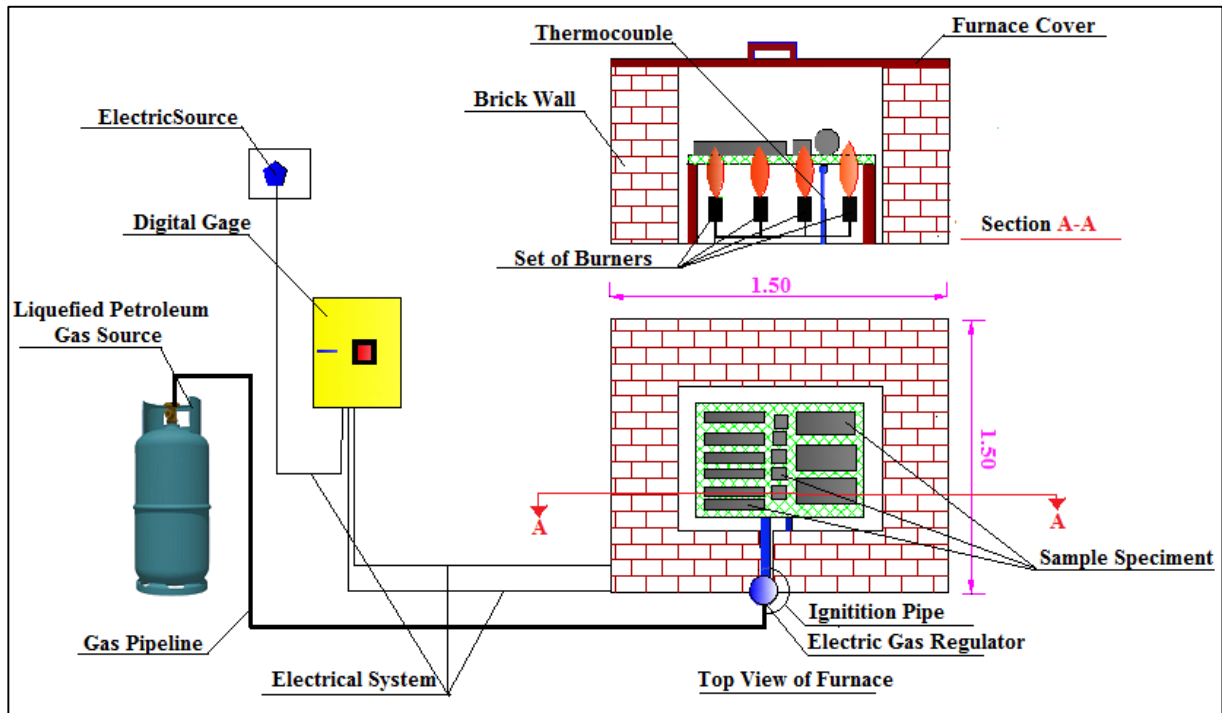 Thermocouple
Furnace Cover
Brick Wall
ElectricSource
Digital Gage
Section A-A
Set of Burners
1.50
Liquefied Petroleum
Gas Source
1.50
A
A
Sample Speciment
Ignitition Pipe
Gas Pipeline
Electric Gas Regulator
Electrical System
Top View of Furnace